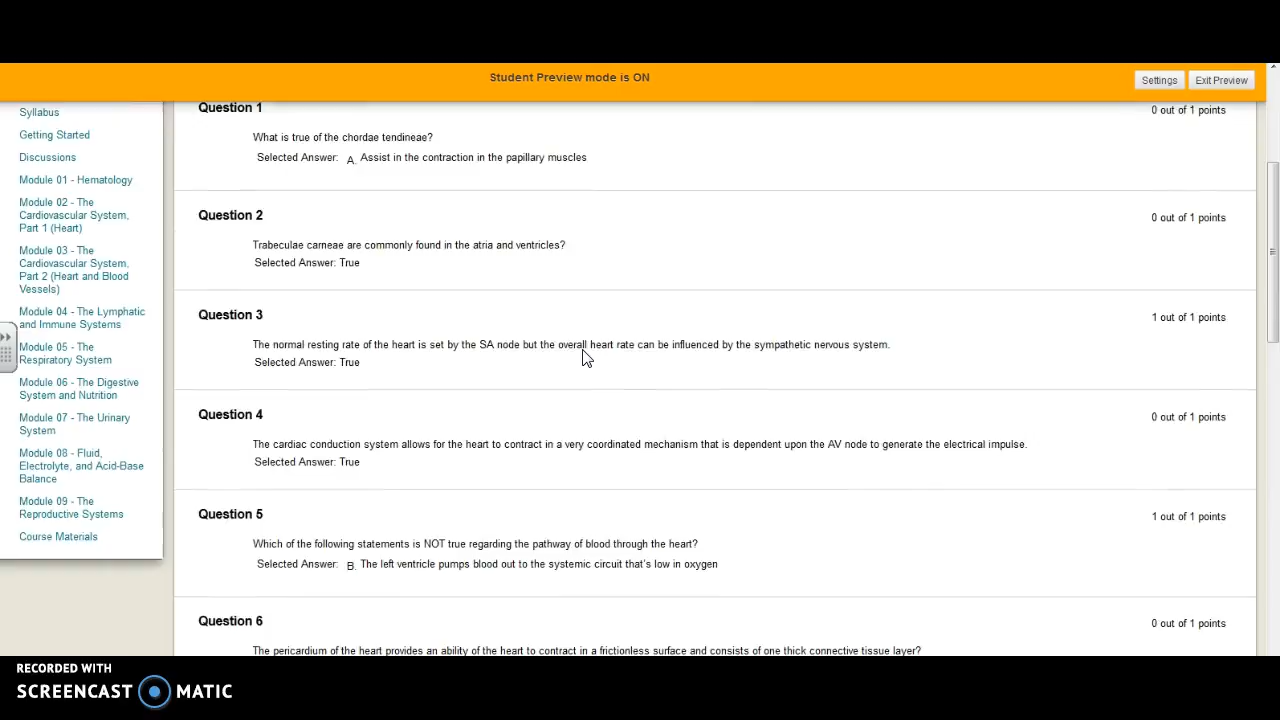 Student Preview mode is ON
Settings
Exit Preview
Syllabus
Getting Started
Discussions
Module 01 - Hematology
Module 02 - The
Cardiovascular System,
Part 1 (Heart)
Module 03 - The
Cardiovascular System,
Part 2 (Heart and Blood
Vessels)
Module 04 - The Lymphatic
and Immune Systems
Module 05 - The
Respiratory System
Module 06 - The Digestive
System and Nutrition
Module 07 - The Urinary
System
Module 08 - Fluid,
Electrolyte, and Acid-Base
Balance
Module 09 - The
Reproductive Systems
Course Materials
Question 1
0 out of 1 points
What is true of the chordae tendineae?
Selected Answer: A. Assist in the contraction in the papillary muscles
Question 2
0 out of 1 points
Trabeculae carneae are commonly found in the atria and ventricles?
Selected Answer: True
Question 3
1 out of 1 points
The normal resting rate of the heart is set by the SA node but the overall heart rate can be influenced by the sympathetic nervous system.
Selected Answer: True
Question 4
0 out of 1 points
The cardiac conduction system allows for the heart to contract in a very coordinated mechanism that is dependent upon the AV node to generate the electrical impulse.
Selected Answer: True
Question 5
1 out of 1 points
Which of the following statements is NOT true regarding the pathway of blood through the heart?
Selected Answer: B. The left ventricle pumps blood out to the systemic circuit that's low in oxygen
Question 6
0 out of 1 points
The pericardium of the heart provides an ability of the heart to contract in a frictionless surface and consists of one thick connective tissue layer?
RECORDED WITH
SCREENCAST MATIC